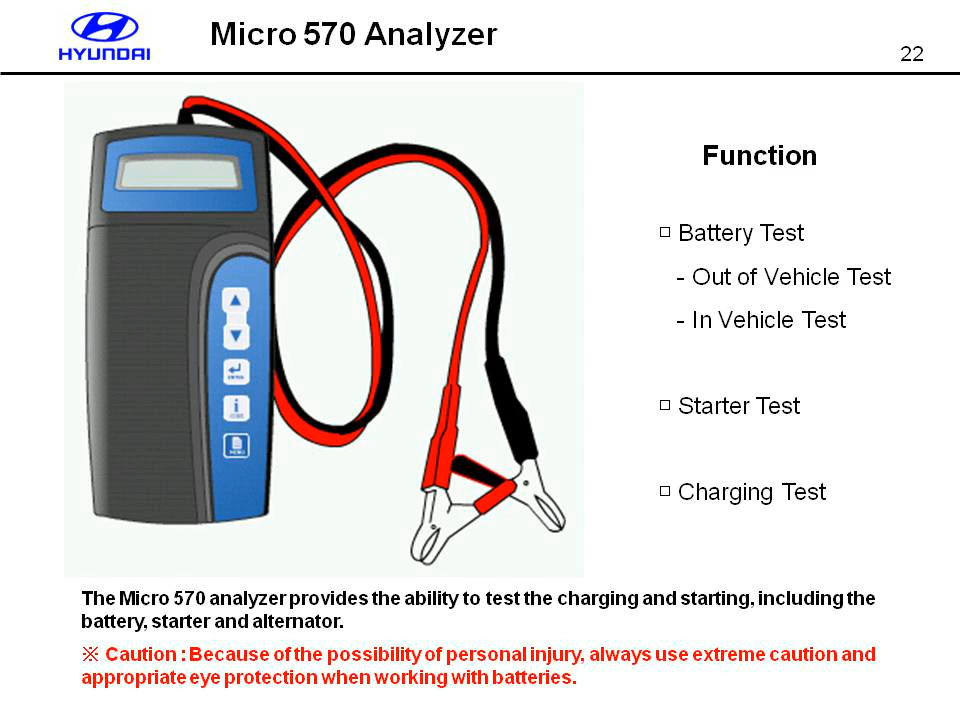 HYUNDAI
Micro 570 Analyzer
22
Function
□ Battery Test
- Out of Vehicle Test
- In Vehicle Test
□ Starter Test
□ Charging Test
ENTER
i
MENU
The Micro 570 analyzer provides the ability to test the charging and starting, including the
battery, starter and alternator.
※ Caution : Because of the possibility of personal injury, always use extreme caution and
appropriate eye protection when working with batteries.